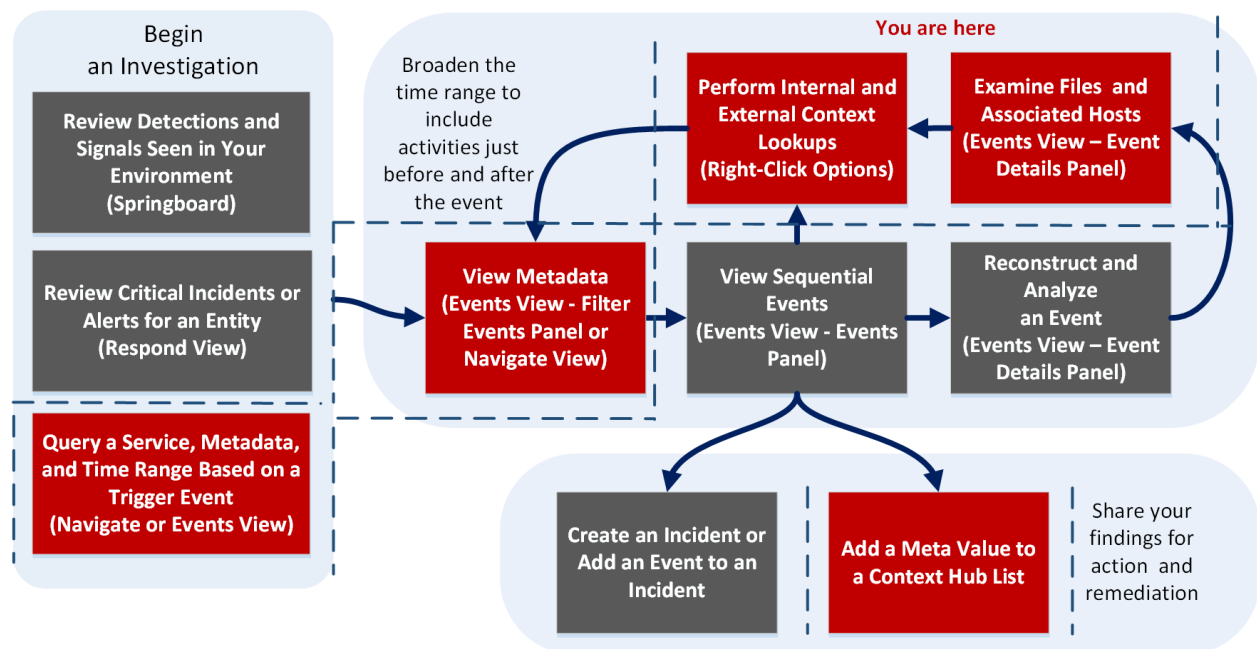 Begin
an Investigation
Review Detections and
Signals Seen in Your
Environment
(Springboard)
Review Critical Incidents or
Alerts for an Entity
(Respond View)
Query a Service, Metadata,
and Time Range Based on a
Trigger Event
(Navigate or Events View)
Broaden the
time range to
include
activities just
before and after
the event
You are here
Perform Internal and
External Context
Lookups
(Right-Click Options)
Examine Files and
Associated Hosts
(Events View – Event
Details Panel)
View Metadata
(Events View - Filter
Events Panel or
Navigate View)
View Sequential
Events
(Events View - Events
Panel)
Reconstruct and
Analyze
an Event
(Events View – Event
Details Panel)
Create an Incident or
Add an Event to an
Incident
Add a Meta Value to
a Context Hub List
Share your
findings for
action and
remediation